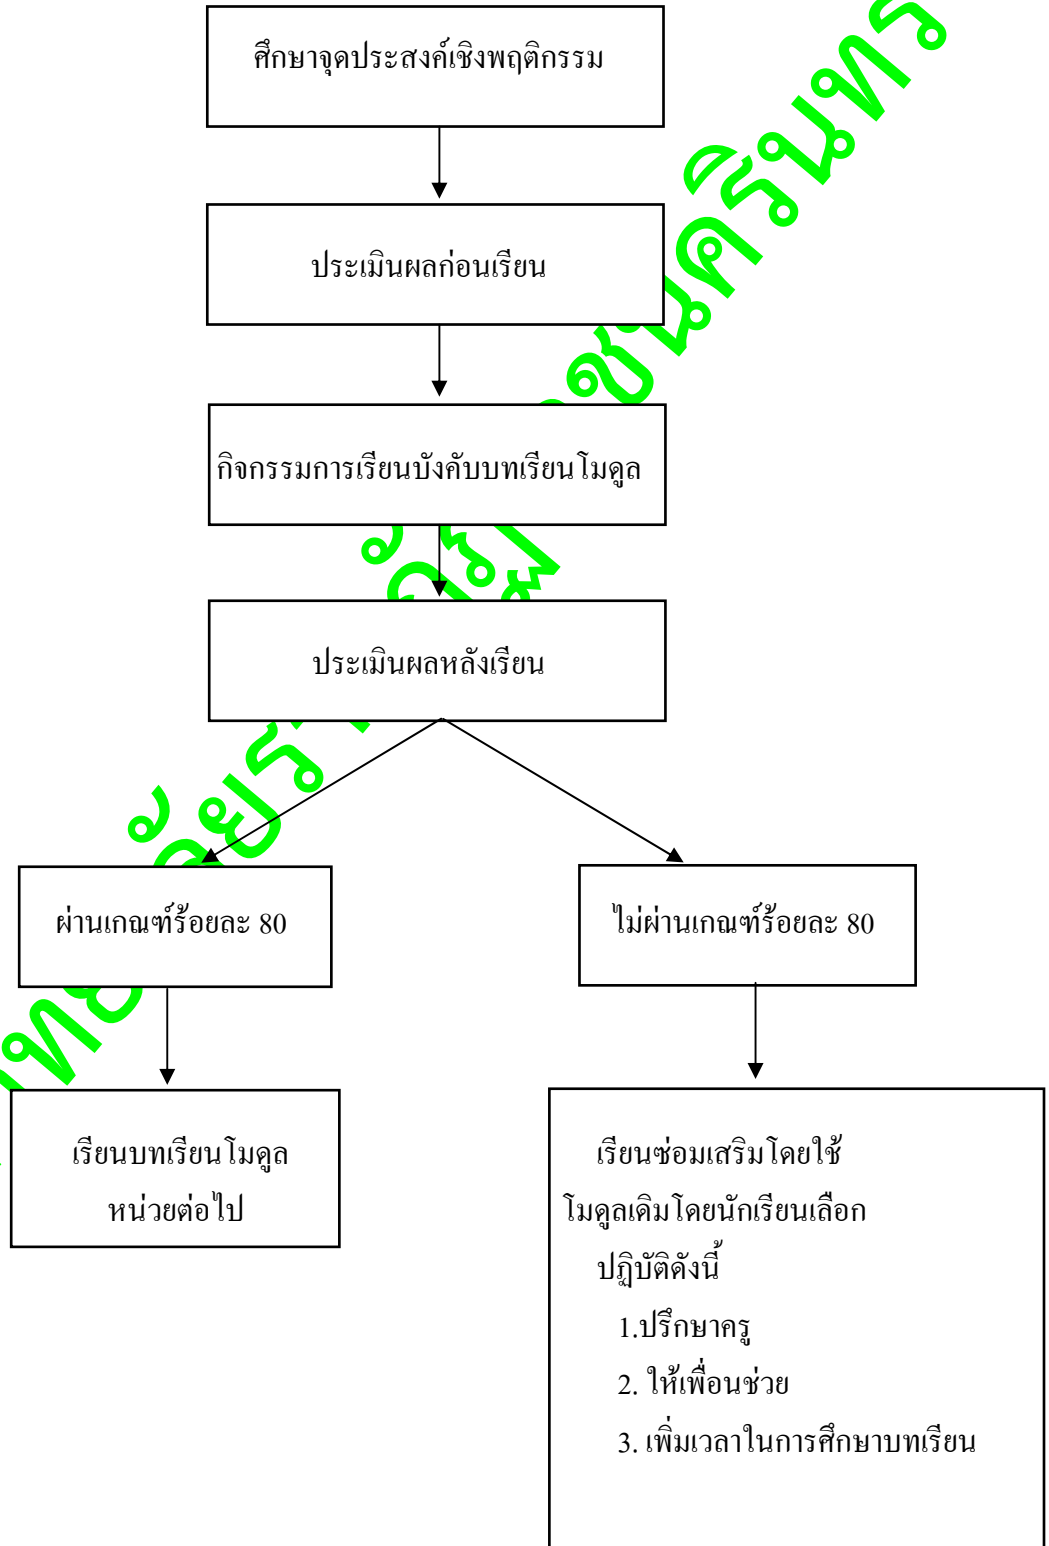 ศึกษาจุดประสงค์เชิงพฤติกรรม
ประเมินผลก่อนเรียน
กิจกรรมการเรียนบังคับบทเรียนโมดูล
ประเมินผลหลังเรียน
ผ่านเกณฑ์ร้อยละ 80
ไม่ผ่านเกณฑ์ร้อยละ 80
เรียนบทเรียนโมดูล
หน่วยต่อไป
เรียนซ่อมเสริมโดยใช้
โมดูลเดิมโดยนักเรียนเลือก
ปฏิบัติดังนี้
1.ปรึกษาครู
2. ให้เพื่อนช่วย
3. เพิ่มเวลาในการศึกษาบทเรียน